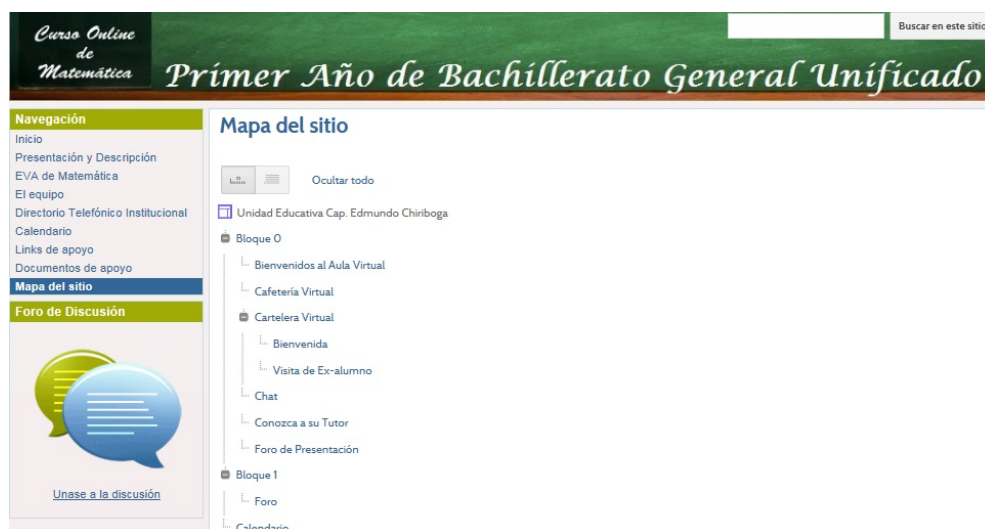 Curso Online
de
Matemática
Primer Año de Bachillerato General Unificado
Buscar en este sitio
Navegación
Inicio
Presentación y Descripción
EVA de Matemática
El equipo
Directorio Telefónico Institucional
Calendario
Links de apoyo
Documentos de apoyo
Mapa del sitio
Foro de Discusión
Unase a la discusión
Mapa del sitio
Ocultar todo
Unidad Educativa Cap. Edmundo Chiriboga
Bloque 0
Bienvenidos al Aula Virtual
Cafetería Virtual
Cartelera Virtual
Bienvenida
Visita de Ex-alumno
Chat
Conozca a su Tutor
Foro de Presentación
Bloque 1
Foro
Calendario